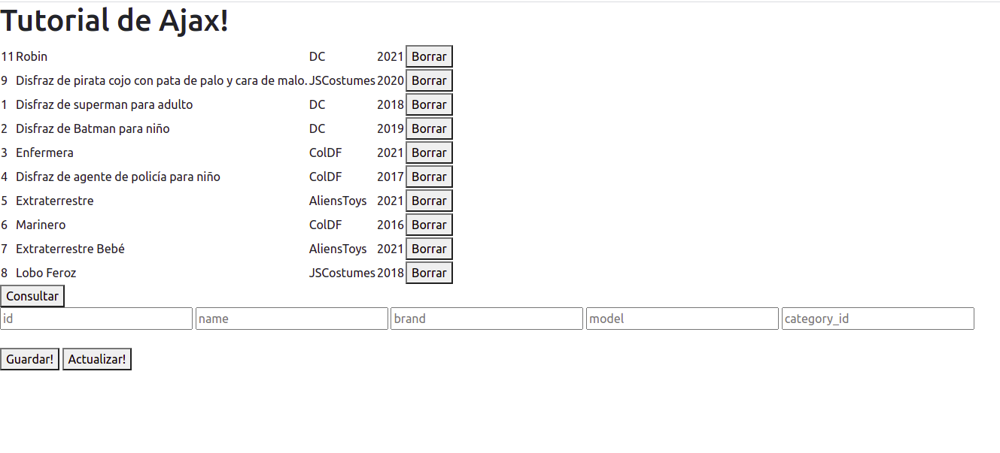 Tutorial de Ajax!
11 Robin DC 2021 Borrar
9 Disfraz de pirata cojo con pata de palo y cara de malo. JSCostumes 2020 Borrar
1 Disfraz de superman para adulto DC 2018 Borrar
2 Disfraz de Batman para niño DC 2019 Borrar
3 Enfermera ColDF 2021 Borrar
4 Disfraz de agente de policía para niño ColDF 2017 Borrar
5 Extraterrestre AliensToys 2021 Borrar
6 Marinero ColDF 2016 Borrar
7 Extraterrestre Bebé AliensToys 2021 Borrar
8 Lobo Feroz JSCostumes 2018 Borrar
Consultar
id name brand model category_id
Guardar! Actualizar!